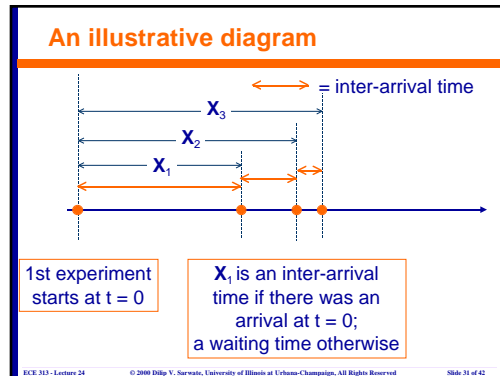 An illustrative diagram
= inter-arrival time
X3
X2
X1
1st experiment
starts at t = 0
X1 is an inter-arrival
time if there was an
arrival at t = 0;
a waiting time otherwise
ECE 313 - Lecture 24 © 2000 Dilip V. Sarwate, University of Illinois at Urbana-Champaign, All Rights Reserved Slide 31 of 42